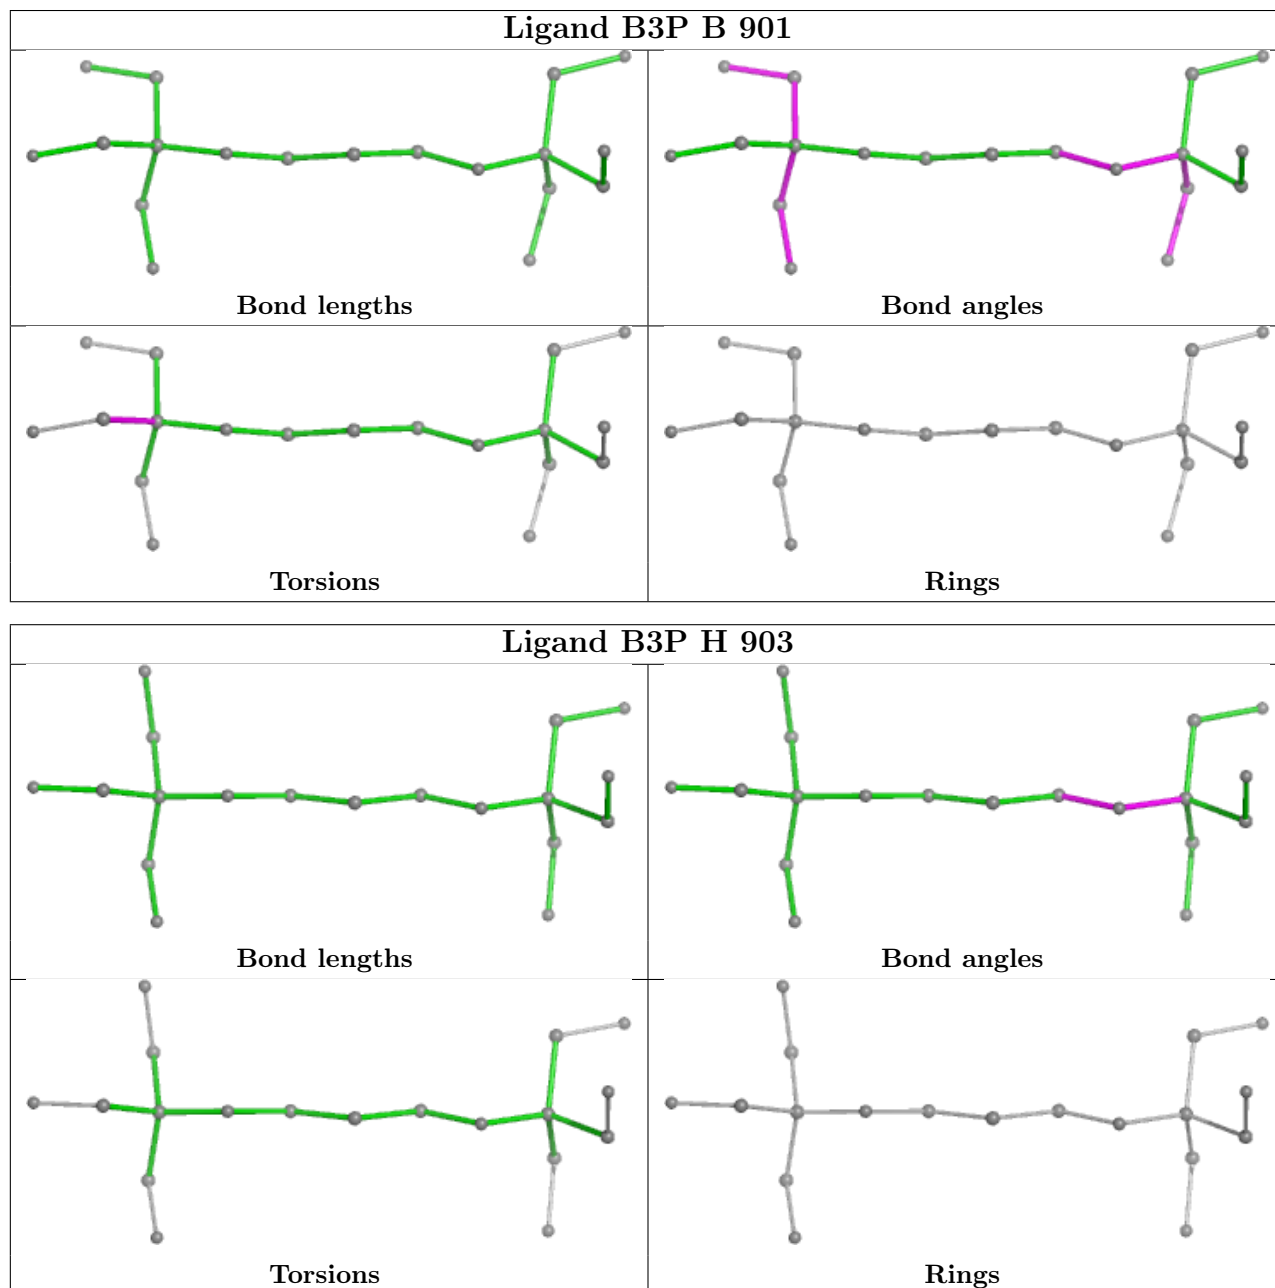 Ligand B3P B 901
Bond lengths
Bond angles
Torsions
Rings
Ligand B3P H 903
Bond lengths
Bond angles
Torsions
Rings